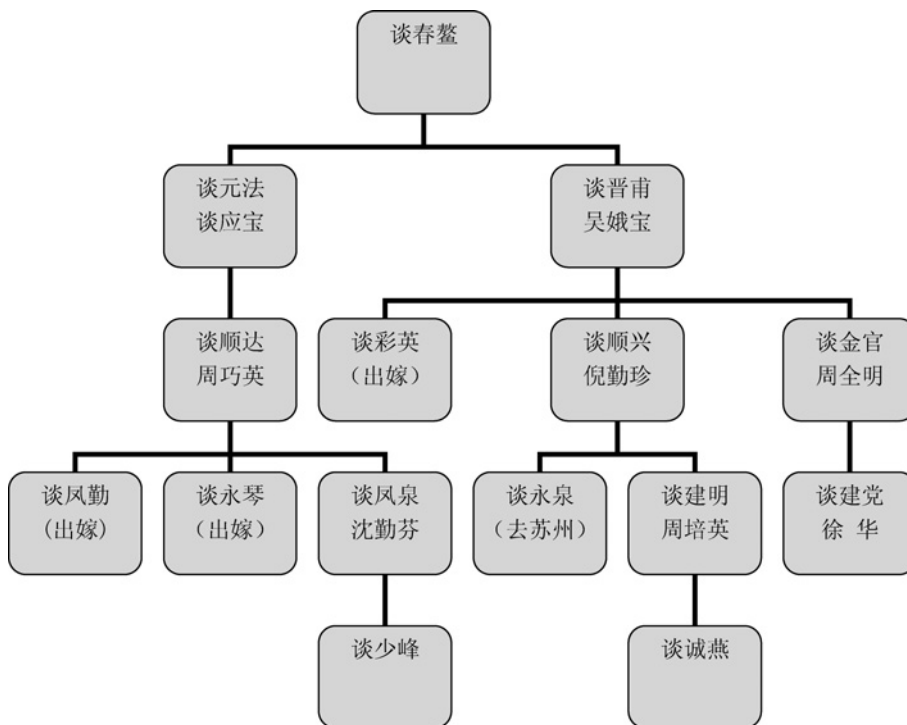 谈春鳌
谈元法
谈应宝
谈晋甫
吴娥宝
谈顺达
周巧英
谈彩英
（出嫁）
谈顺兴
倪勤珍
谈金官
周全明
谈凤勤
(出嫁)
谈永琴
（出嫁）
谈凤泉
沈勤芬
谈永泉
（去苏州）
谈建明
周培英
谈建党
徐 华
谈少峰
谈诚燕